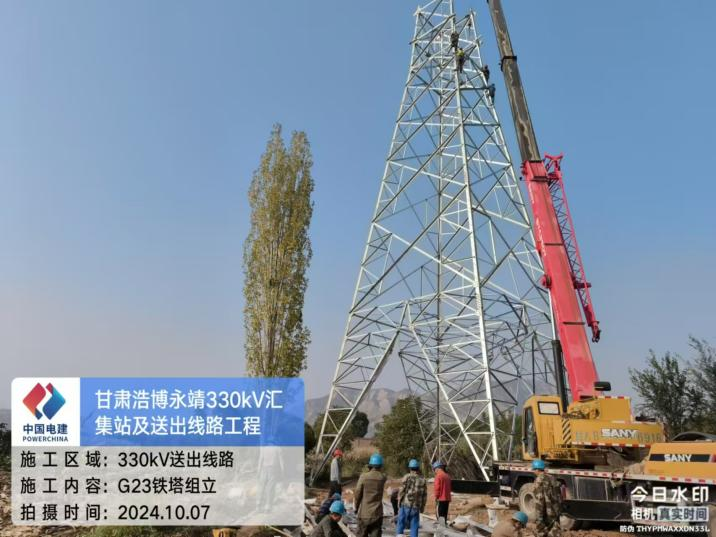 甘肃浩博永靖330kV汇
集站及送出线路工程
中国电建
POWERCHINA
施工区域：330kV送出线路
施工内容：G23铁塔组立
拍摄时间：2024.10.07
SANY
SANY
今日水印
相机 真实时间
防伪 THYPMWAXXDN33L